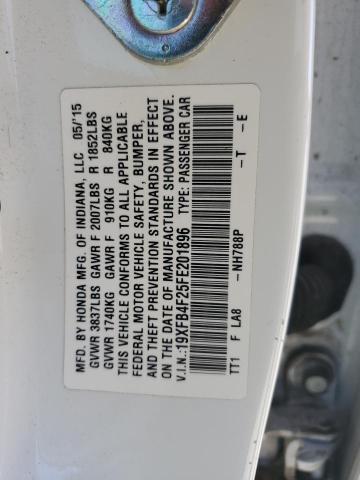 MFD. BY HONDA MFG. OF INDIANA, LLC 05/'15
GVWR 3837LBS GAWR F 2007LBS R 1852LBS
GVWR 1740KG GAWR F 910KG R 840KG
THIS VEHICLE CONFORMS TO ALL APPLICABLE
FEDERAL MOTOR VEHICLE SAFETY, BUMPER,
AND THEFT PREVENTION STANDARDS IN EFFECT
ON THE DATE OF MANUFACTURE SHOWN ABOVE.
V.I.N.:19XFB4F25FE201896 TYPE: PASSENGER CAR
-NH788P -T -E
TT1 F LA8